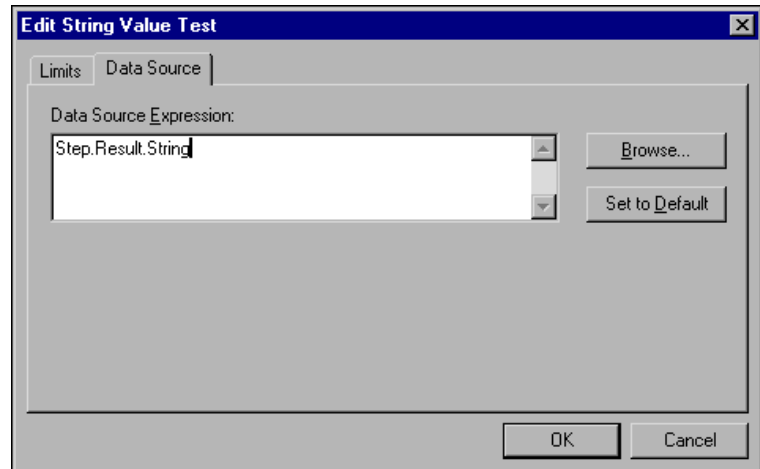 Edit String Value Test
Limits Data Source
Data Source Expression:
Step.Result.String
Browse...
Set to Default
OK Cancel